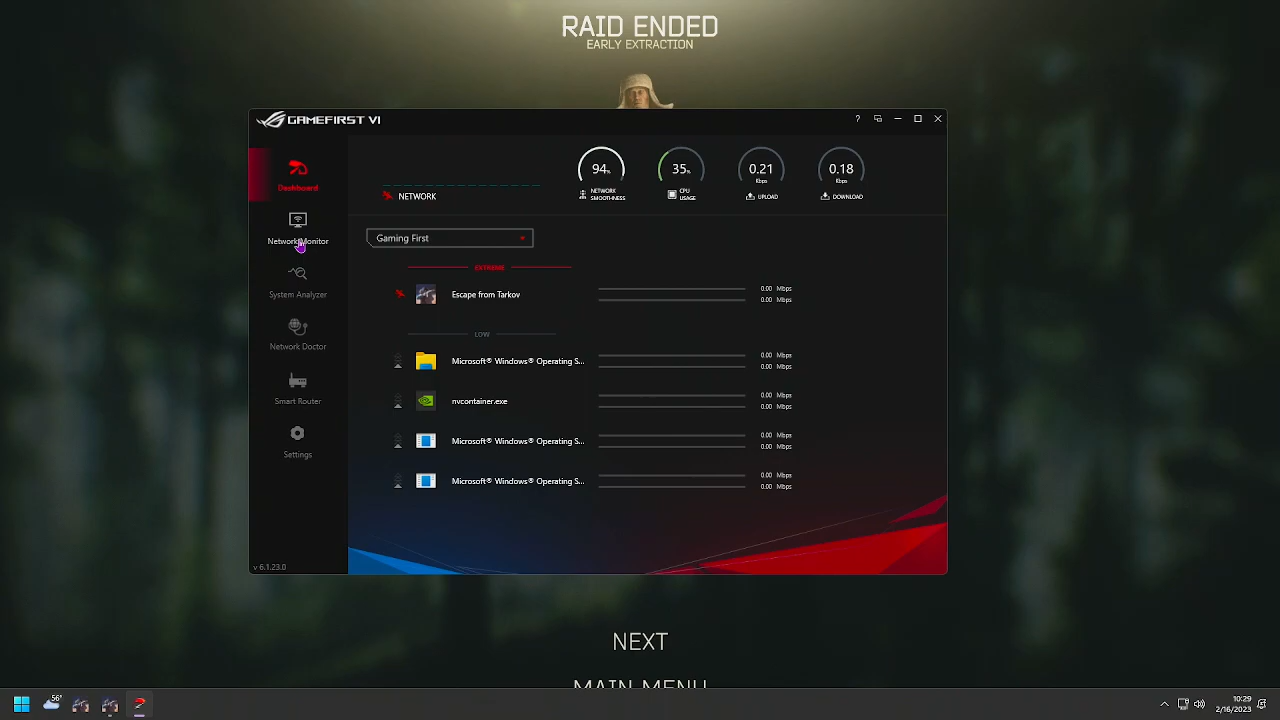 RAID ENDED
EARLY EXTRACTION
GAMEFIRST VI
?
Dashboard
Network Monitor
System Analyzer
Network Doctor
Smart Router
Settings
v 6.1.23.0
NETWORK
94%
NETWORK
SMOOTHNESS
35%
CPU
USAGE
0.21
Kbps
UPLOAD
0.18
Kbps
DOWNLOAD
Gaming First
EXTREME
Escape from Tarkov
0.00 Mbps
0.00 Mbps
LOW
Microsoft® Windows® Operating S...
0.00 Mbps
0.00 Mbps
nvcontainer.exe
0.00 Mbps
0.00 Mbps
Microsoft® Windows® Operating S...
0.00 Mbps
0.00 Mbps
Microsoft® Windows® Operating S...
0.00 Mbps
0.00 Mbps
NEXT
MAIN MENU
56°
10:29
2/16/2023